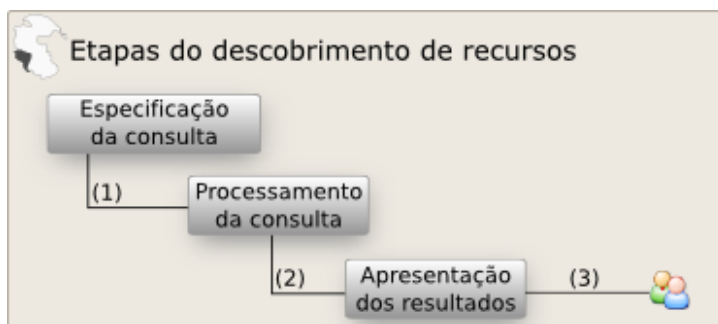 Etapas do descobrimento de recursos
Especificação
da consulta
(1)
Processamento
da consulta
(2)
Apresentação
dos resultados
(3)